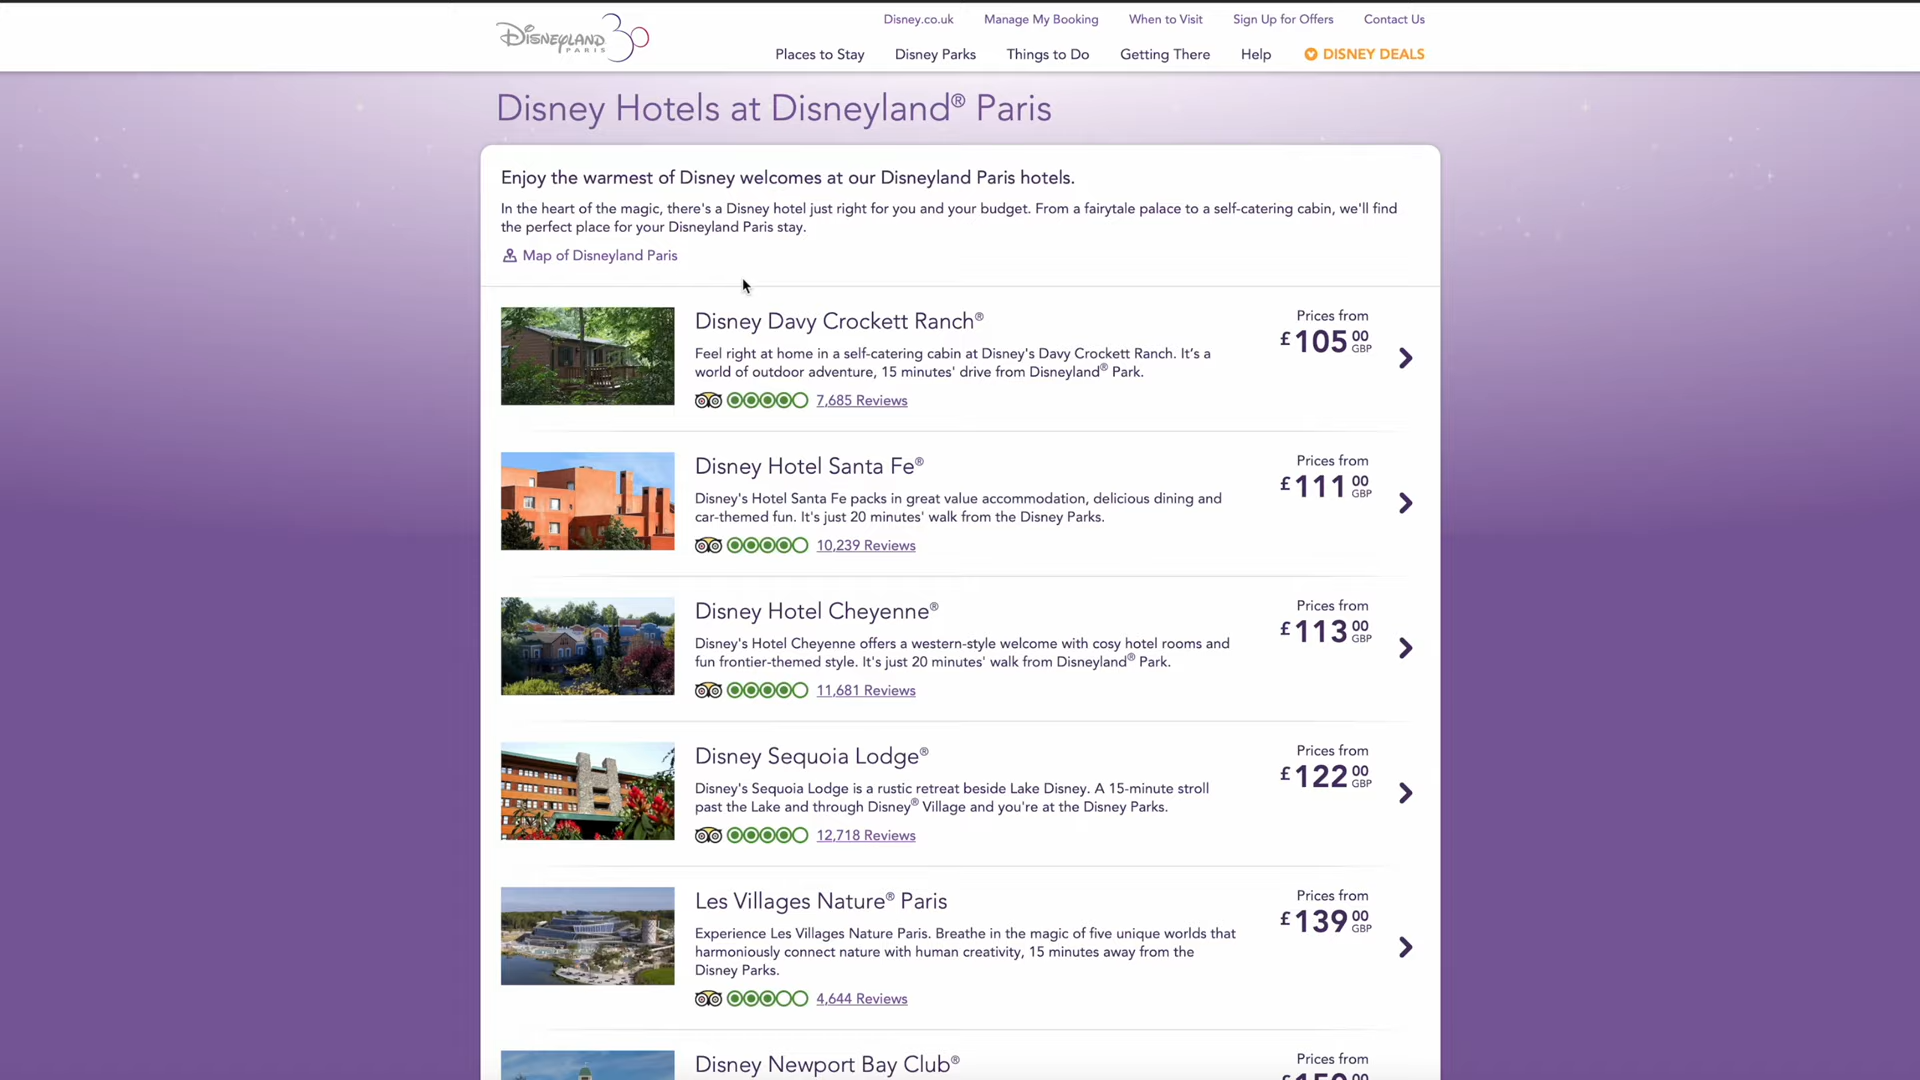 Disney.co.uk Manage My Booking When to Visit Sign Up for Offers Contact Us
DISNEYLAND 30
PARIS
Places to Stay Disney Parks Things to Do Getting There Help DISNEY DEALS
Disney Hotels at Disneyland® Paris
Enjoy the warmest of Disney welcomes at our Disneyland Paris hotels.
In the heart of the magic, there's a Disney hotel just right for you and your budget. From a fairytale palace to a self-catering cabin, we'll find
the perfect place for your Disneyland Paris stay.
Map of Disneyland Paris
Disney Davy Crockett Ranch®
Feel right at home in a self-catering cabin at Disney's Davy Crockett Ranch. It's a
world of outdoor adventure, 15 minutes' drive from Disneyland® Park.
7,685 Reviews
Prices from
£105 00 GBP
Disney Hotel Santa Fe®
Disney's Hotel Santa Fe packs in great value accommodation, delicious dining and
car-themed fun. It's just 20 minutes' walk from the Disney Parks.
10,239 Reviews
Prices from
£111 00 GBP
Disney Hotel Cheyenne®
Disney's Hotel Cheyenne offers a western-style welcome with cosy hotel rooms and
fun frontier-themed style. It's just 20 minutes' walk from Disneyland® Park.
11,681 Reviews
Prices from
£113 00 GBP
Disney Sequoia Lodge®
Disney's Sequoia Lodge is a rustic retreat beside Lake Disney. A 15-minute stroll
past the Lake and through Disney® Village and you're at the Disney Parks.
12,718 Reviews
Prices from
£122 00 GBP
Les Villages Nature® Paris
Experience Les Villages Nature Paris. Breathe in the magic of five unique worlds that
harmoniously connect nature with human creativity, 15 minutes away from the
Disney Parks.
4,644 Reviews
Prices from
£139 00 GBP
Disney Newport Bay Club®
Prices from